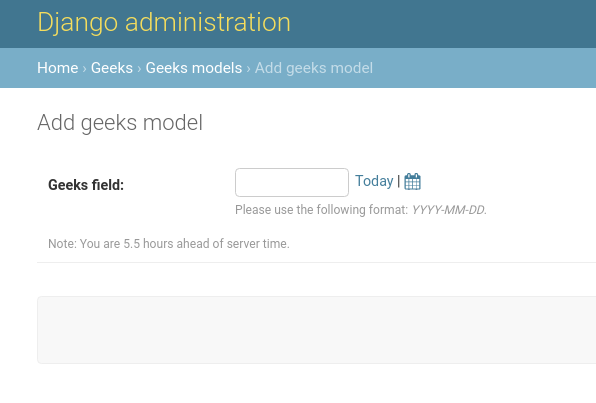 Django administration
Home › Geeks › Geeks models › Add geeks model
Add geeks model
Geeks field: Today |
Please use the following format: YYYY-MM-DD.
Note: You are 5.5 hours ahead of server time.